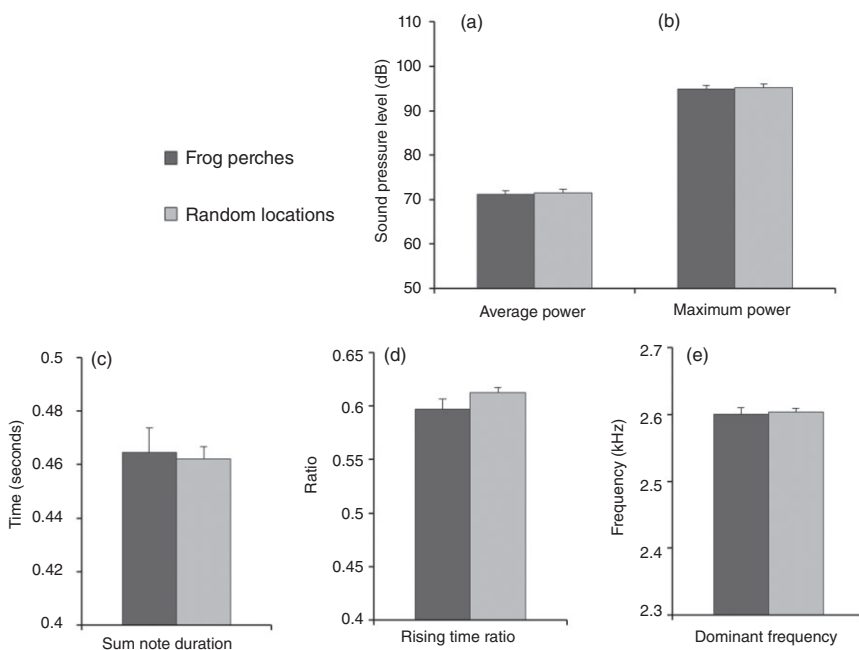 (a)
(b)
110
100
90
80
70
60
50
Sound pressure level (dB)
Average power
Maximum power
Frog perches
Random locations
(c)
0.5
0.48
0.46
0.44
0.42
0.4
Time (seconds)
Sum note duration
(d)
0.65
0.6
0.55
0.5
0.45
0.4
Ratio
Rising time ratio
(e)
2.7
2.6
2.5
2.4
2.3
Frequency (kHz)
Dominant frequency